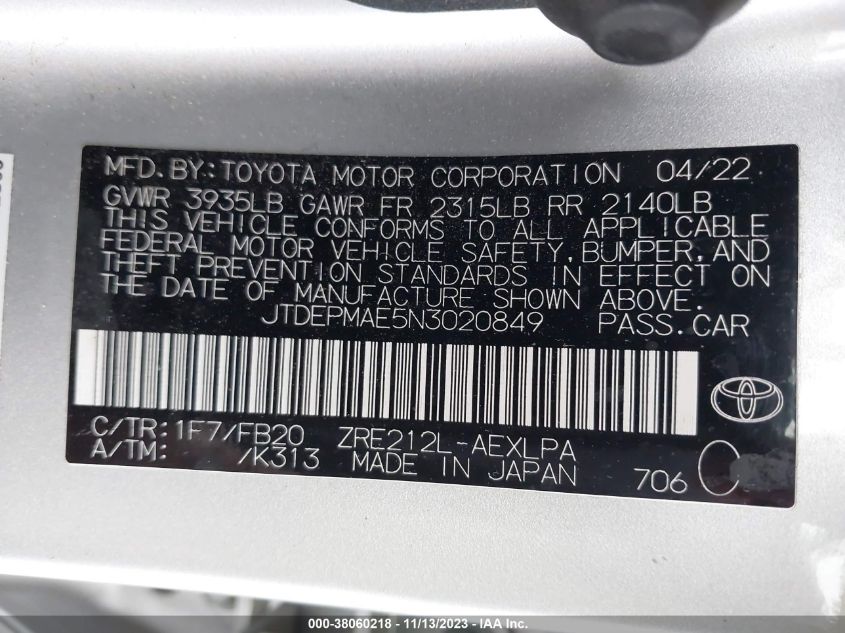 MFD.BY:TOYOTA MOTOR CORPORATION 04/22
GVWR 3935LB GAWR FR 2315LB RR 2140LB
THIS VEHICLE CONFORMS TO ALL APPLICABLE
FEDERAL MOTOR VEHICLE SAFETY,BUMPER,AND
THEFT PREVENTION STANDARDS IN EFFECT ON
THE DATE OF MANUFACTURE SHOWN ABOVE.
JTDEPMAE5N3020849 PASS.CAR
C/TR:1F7/FB20 ZRE212L-AEXLPA
A/TM: /K313 MADE IN JAPAN 706 C
000-38060218 - 11/13/2023 - IAA Inc.